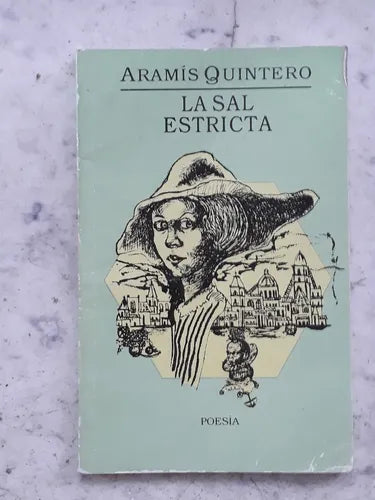 ARAMÍS QUINTERO
LA SAL
ESTRICTA
POESÍA